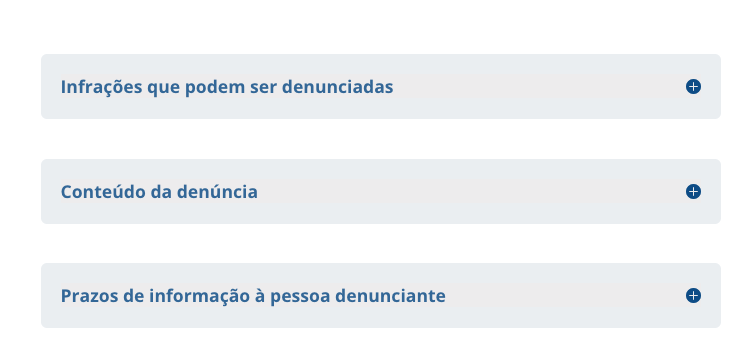 Infrações que podem ser denunciadas
Conteúdo da denúncia
Prazos de informação à pessoa denunciante